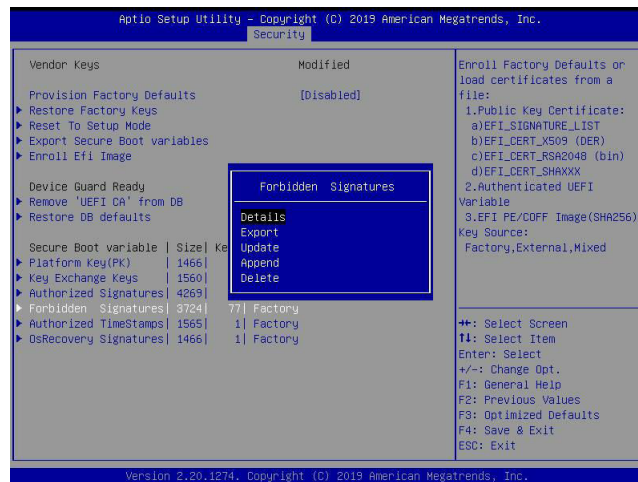 Aptio Setup Utility – Copyright (C) 2019 American Megatrends, Inc.
Security
Vendor Keys Modified
Provision Factory Defaults [Disabled]
Restore Factory Keys
Reset To Setup Mode
Export Secure Boot variables
Enroll Efi Image
Device Guard Ready
Remove 'UEFI CA' from DB
Restore DB defaults
Secure Boot variable | Size| Ke
Platform Key(PK) | 1466|
Key Exchange Keys | 1560|
Authorized Signatures| 4269|
Forbidden Signatures| 3724| 77| Factory
Authorized TimeStamps| 1565| 1| Factory
OsRecovery Signatures| 1466| 1| Factory
Forbidden Signatures
Details
Export
Update
Append
Delete
Enroll Factory Defaults or
load certificates from a
file:
1.Public Key Certificate:
a)EFI_SIGNATURE_LIST
b)EFI_CERT_X509 (DER)
c)EFI_CERT_RSA2048 (bin)
d)EFI_CERT_SHAXXX
2.Authenticated UEFI
Variable
3.EFI PE/COFF Image(SHA256)
Key Source:
Factory,External,Mixed
→←: Select Screen
↑↓: Select Item
Enter: Select
+/-: Change Opt.
F1: General Help
F2: Previous Values
F3: Optimized Defaults
F4: Save & Exit
ESC: Exit
Version 2.20.1274. Copyright (C) 2019 American Megatrends, Inc.